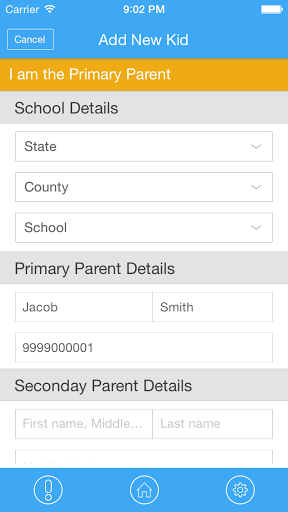 Carrier 9:02 PM
Cancel Add New Kid
I am the Primary Parent
School Details
State
County
School
Primary Parent Details
Jacob Smith
9999000001
Seconday Parent Details
First name, Middle... Last name